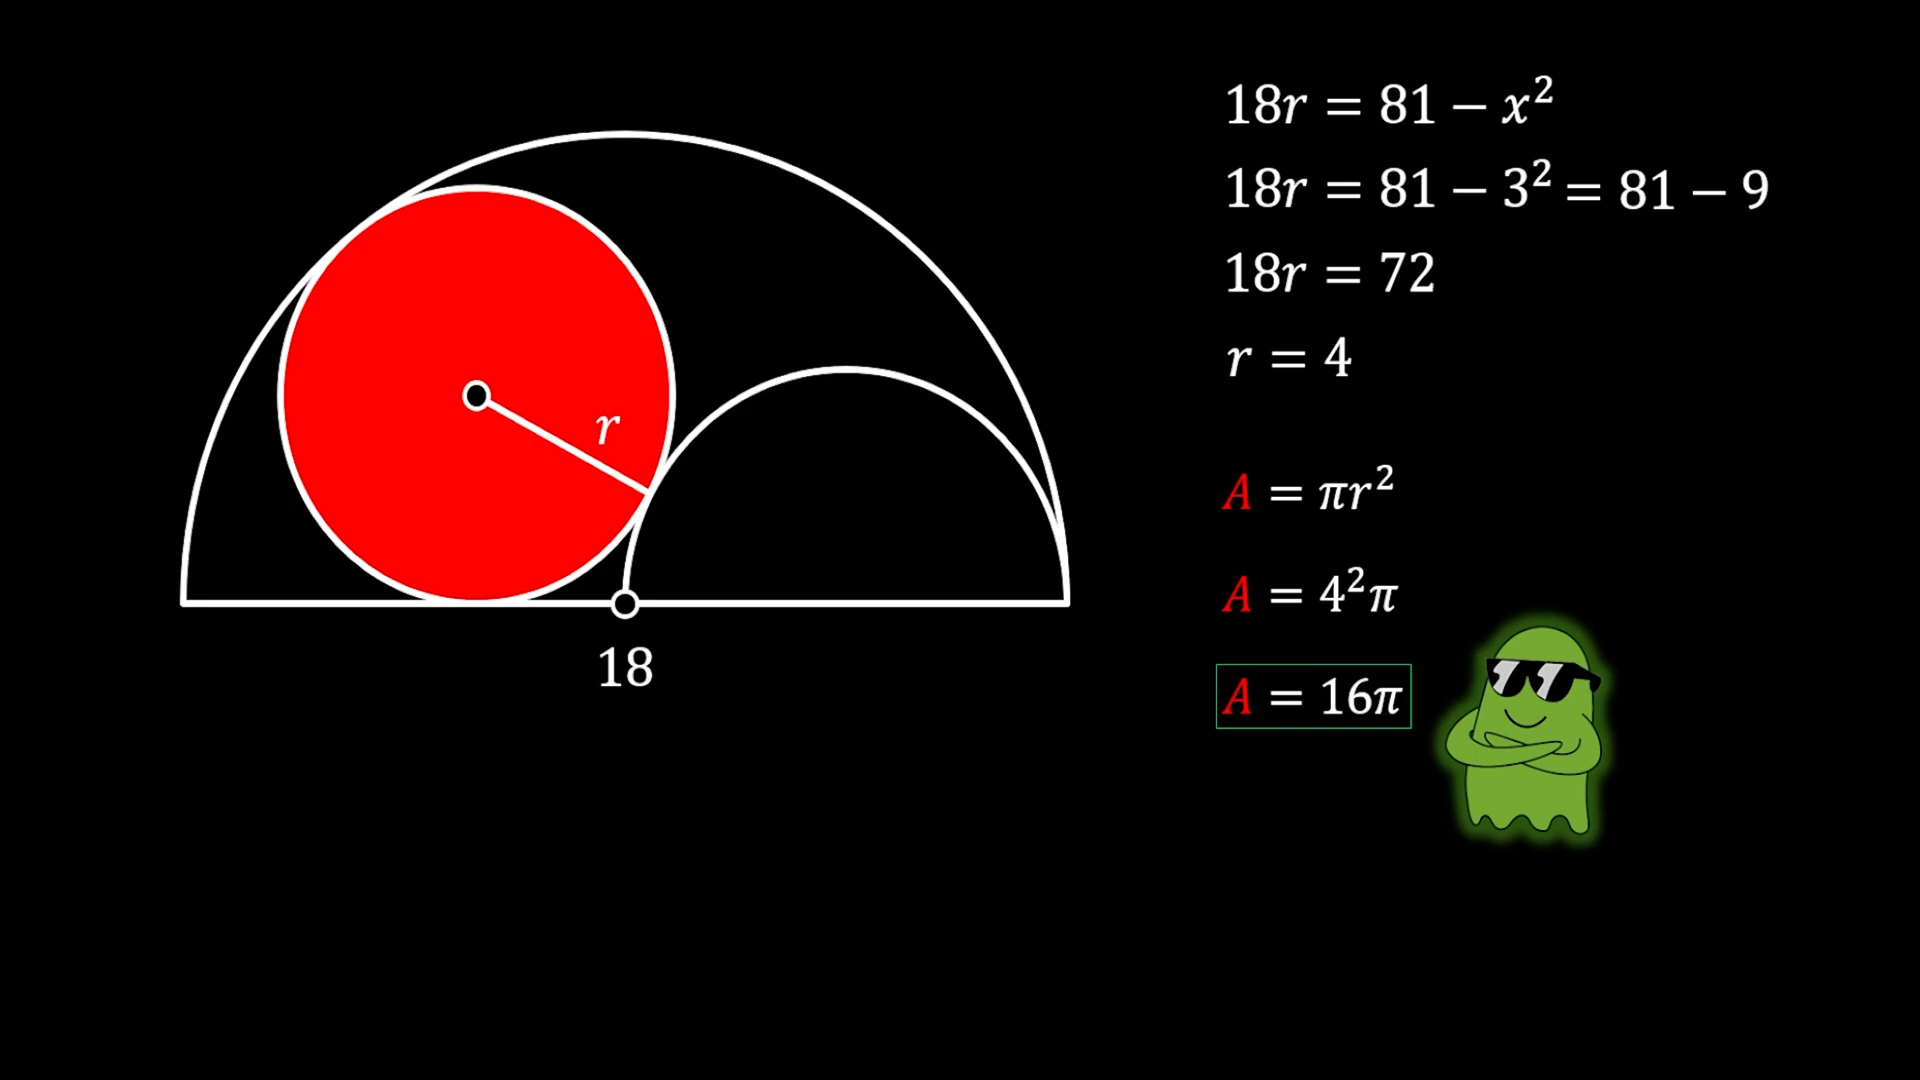 18r = 81 − x²
18r = 81 − 3² = 81 − 9
18r = 72
r = 4
r
A = πr²
A = 4²π
18
A = 16π